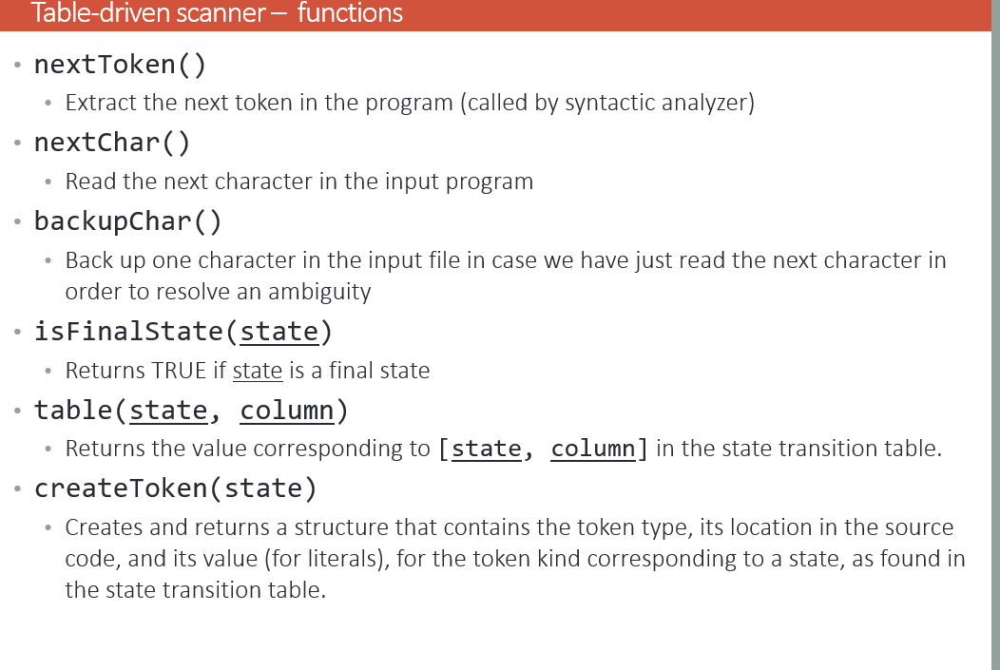 Table-driven scanner – functions
• nextToken()
• Extract the next token in the program (called by syntactic analyzer)
• nextChar()
• Read the next character in the input program
• backupChar()
• Back up one character in the input file in case we have just read the next character in
order to resolve an ambiguity
• isFinalState(state)
• Returns TRUE if state is a final state
• table(state, column)
• Returns the value corresponding to [state, column] in the state transition table.
• createToken(state)
• Creates and returns a structure that contains the token type, its location in the source
code, and its value (for literals), for the token kind corresponding to a state, as found in
the state transition table.